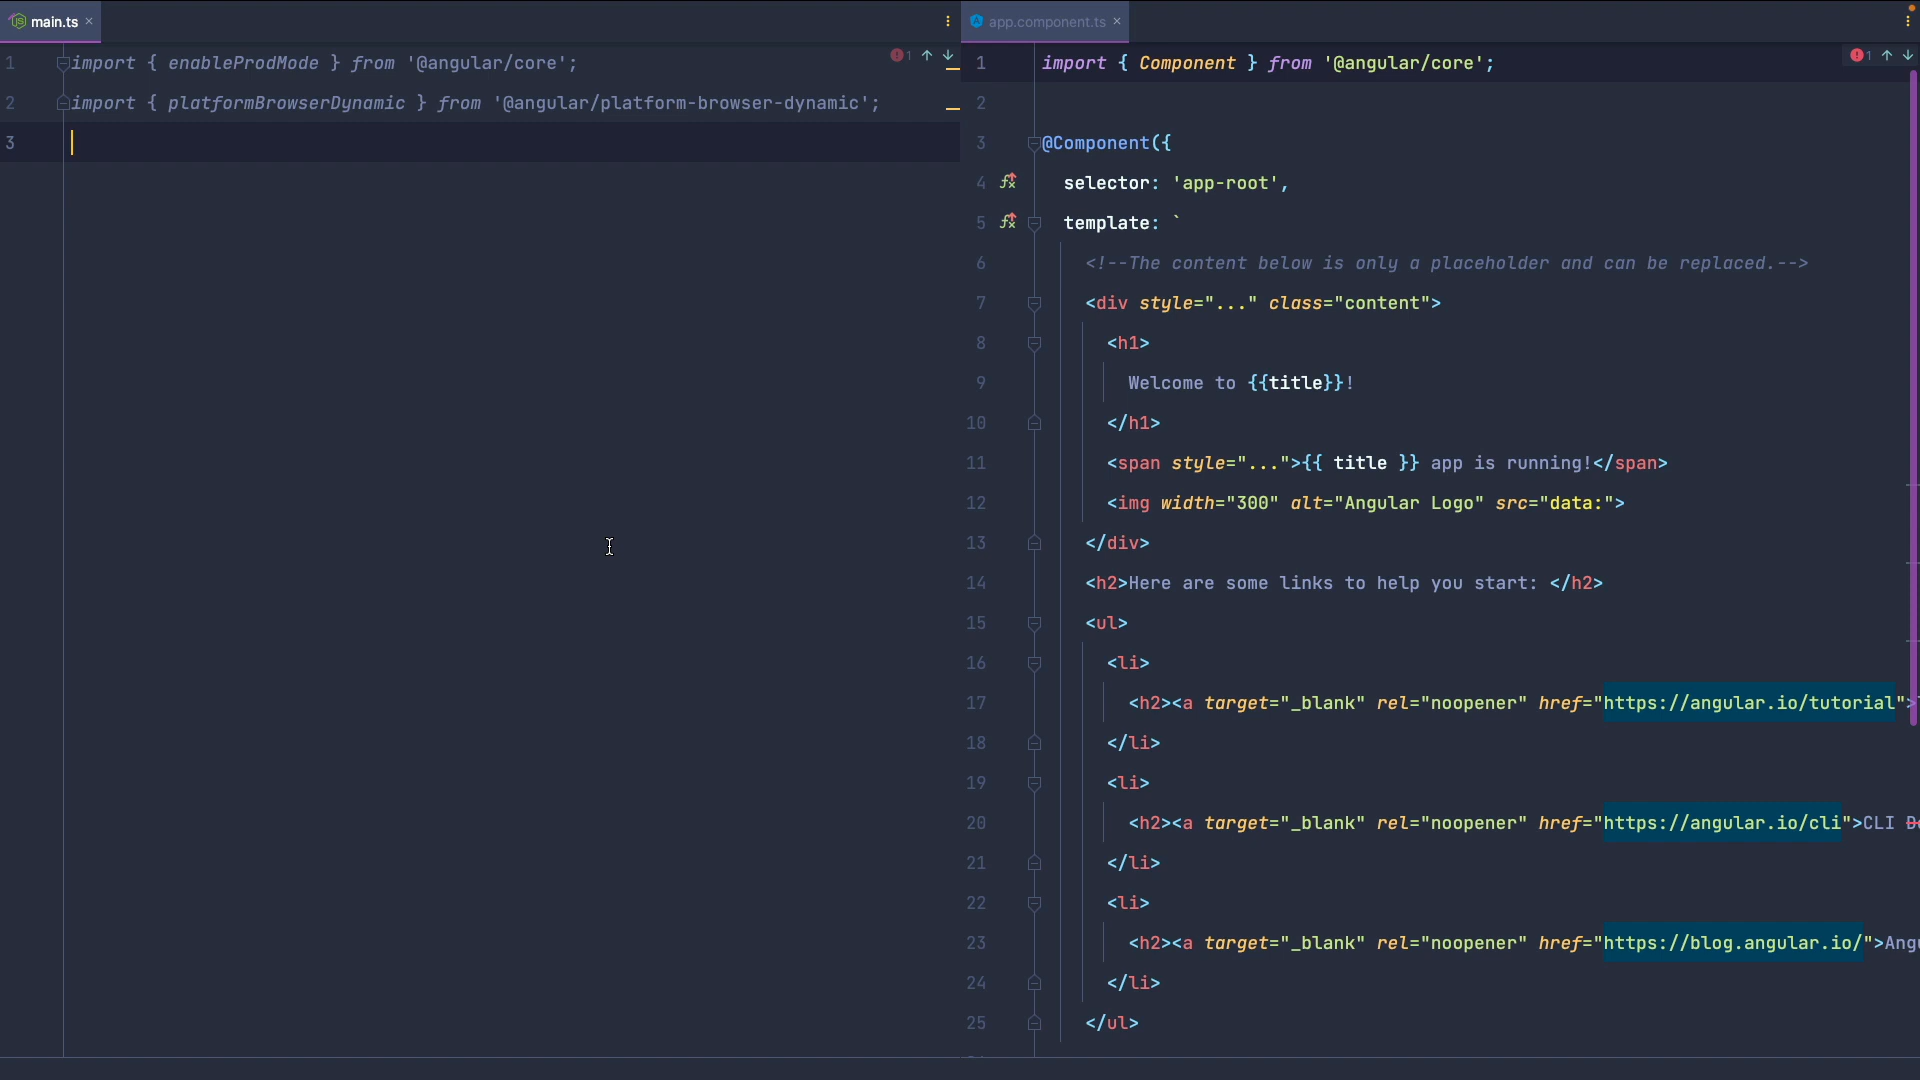 main.ts
1 import { enableProdMode } from '@angular/core';
2 import { platformBrowserDynamic } from '@angular/platform-browser-dynamic';
3
1
app.component.ts
1
1 import { Component } from '@angular/core';
2
3 @Component({
4 selector: 'app-root',
5 template: `
6 <!--The content below is only a placeholder and can be replaced.-->
7 <div style="..." class="content">
8 <h1>
9 Welcome to {{title}}!
10 </h1>
11 <span style="...">{{ title }} app is running!</span>
12 <img width="300" alt="Angular Logo" src="data:">
13 </div>
14 <h2>Here are some links to help you start: </h2>
15 <ul>
16 <li>
17 <h2><a target="_blank" rel="noopener" href="https://angular.io/tutorial">
18 </li>
19 <li>
20 <h2><a target="_blank" rel="noopener" href="https://angular.io/cli">CLI
21 </li>
22 <li>
23 <h2><a target="_blank" rel="noopener" href="https://blog.angular.io/">Ang
24 </li>
25 </ul>